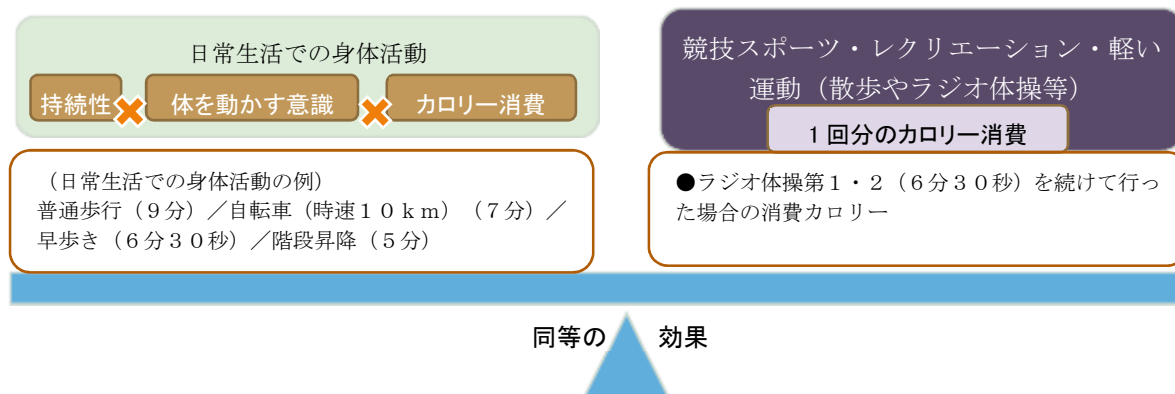 日常生活での身体活動
持続性
体を動かす意識
カロリー消費
(日常生活での身体活動の例)
普通歩行(9分)/自転車(時速10km)(7分)/
早歩き(6分30秒)/階段昇降(5分)
競技スポーツ・レクリエーション・軽い
運動(散歩やラジオ体操等)
1回分のカロリー消費
●ラジオ体操第1・2(6分30秒)を続けて行っ
た場合の消費カロリー
同等の 効果